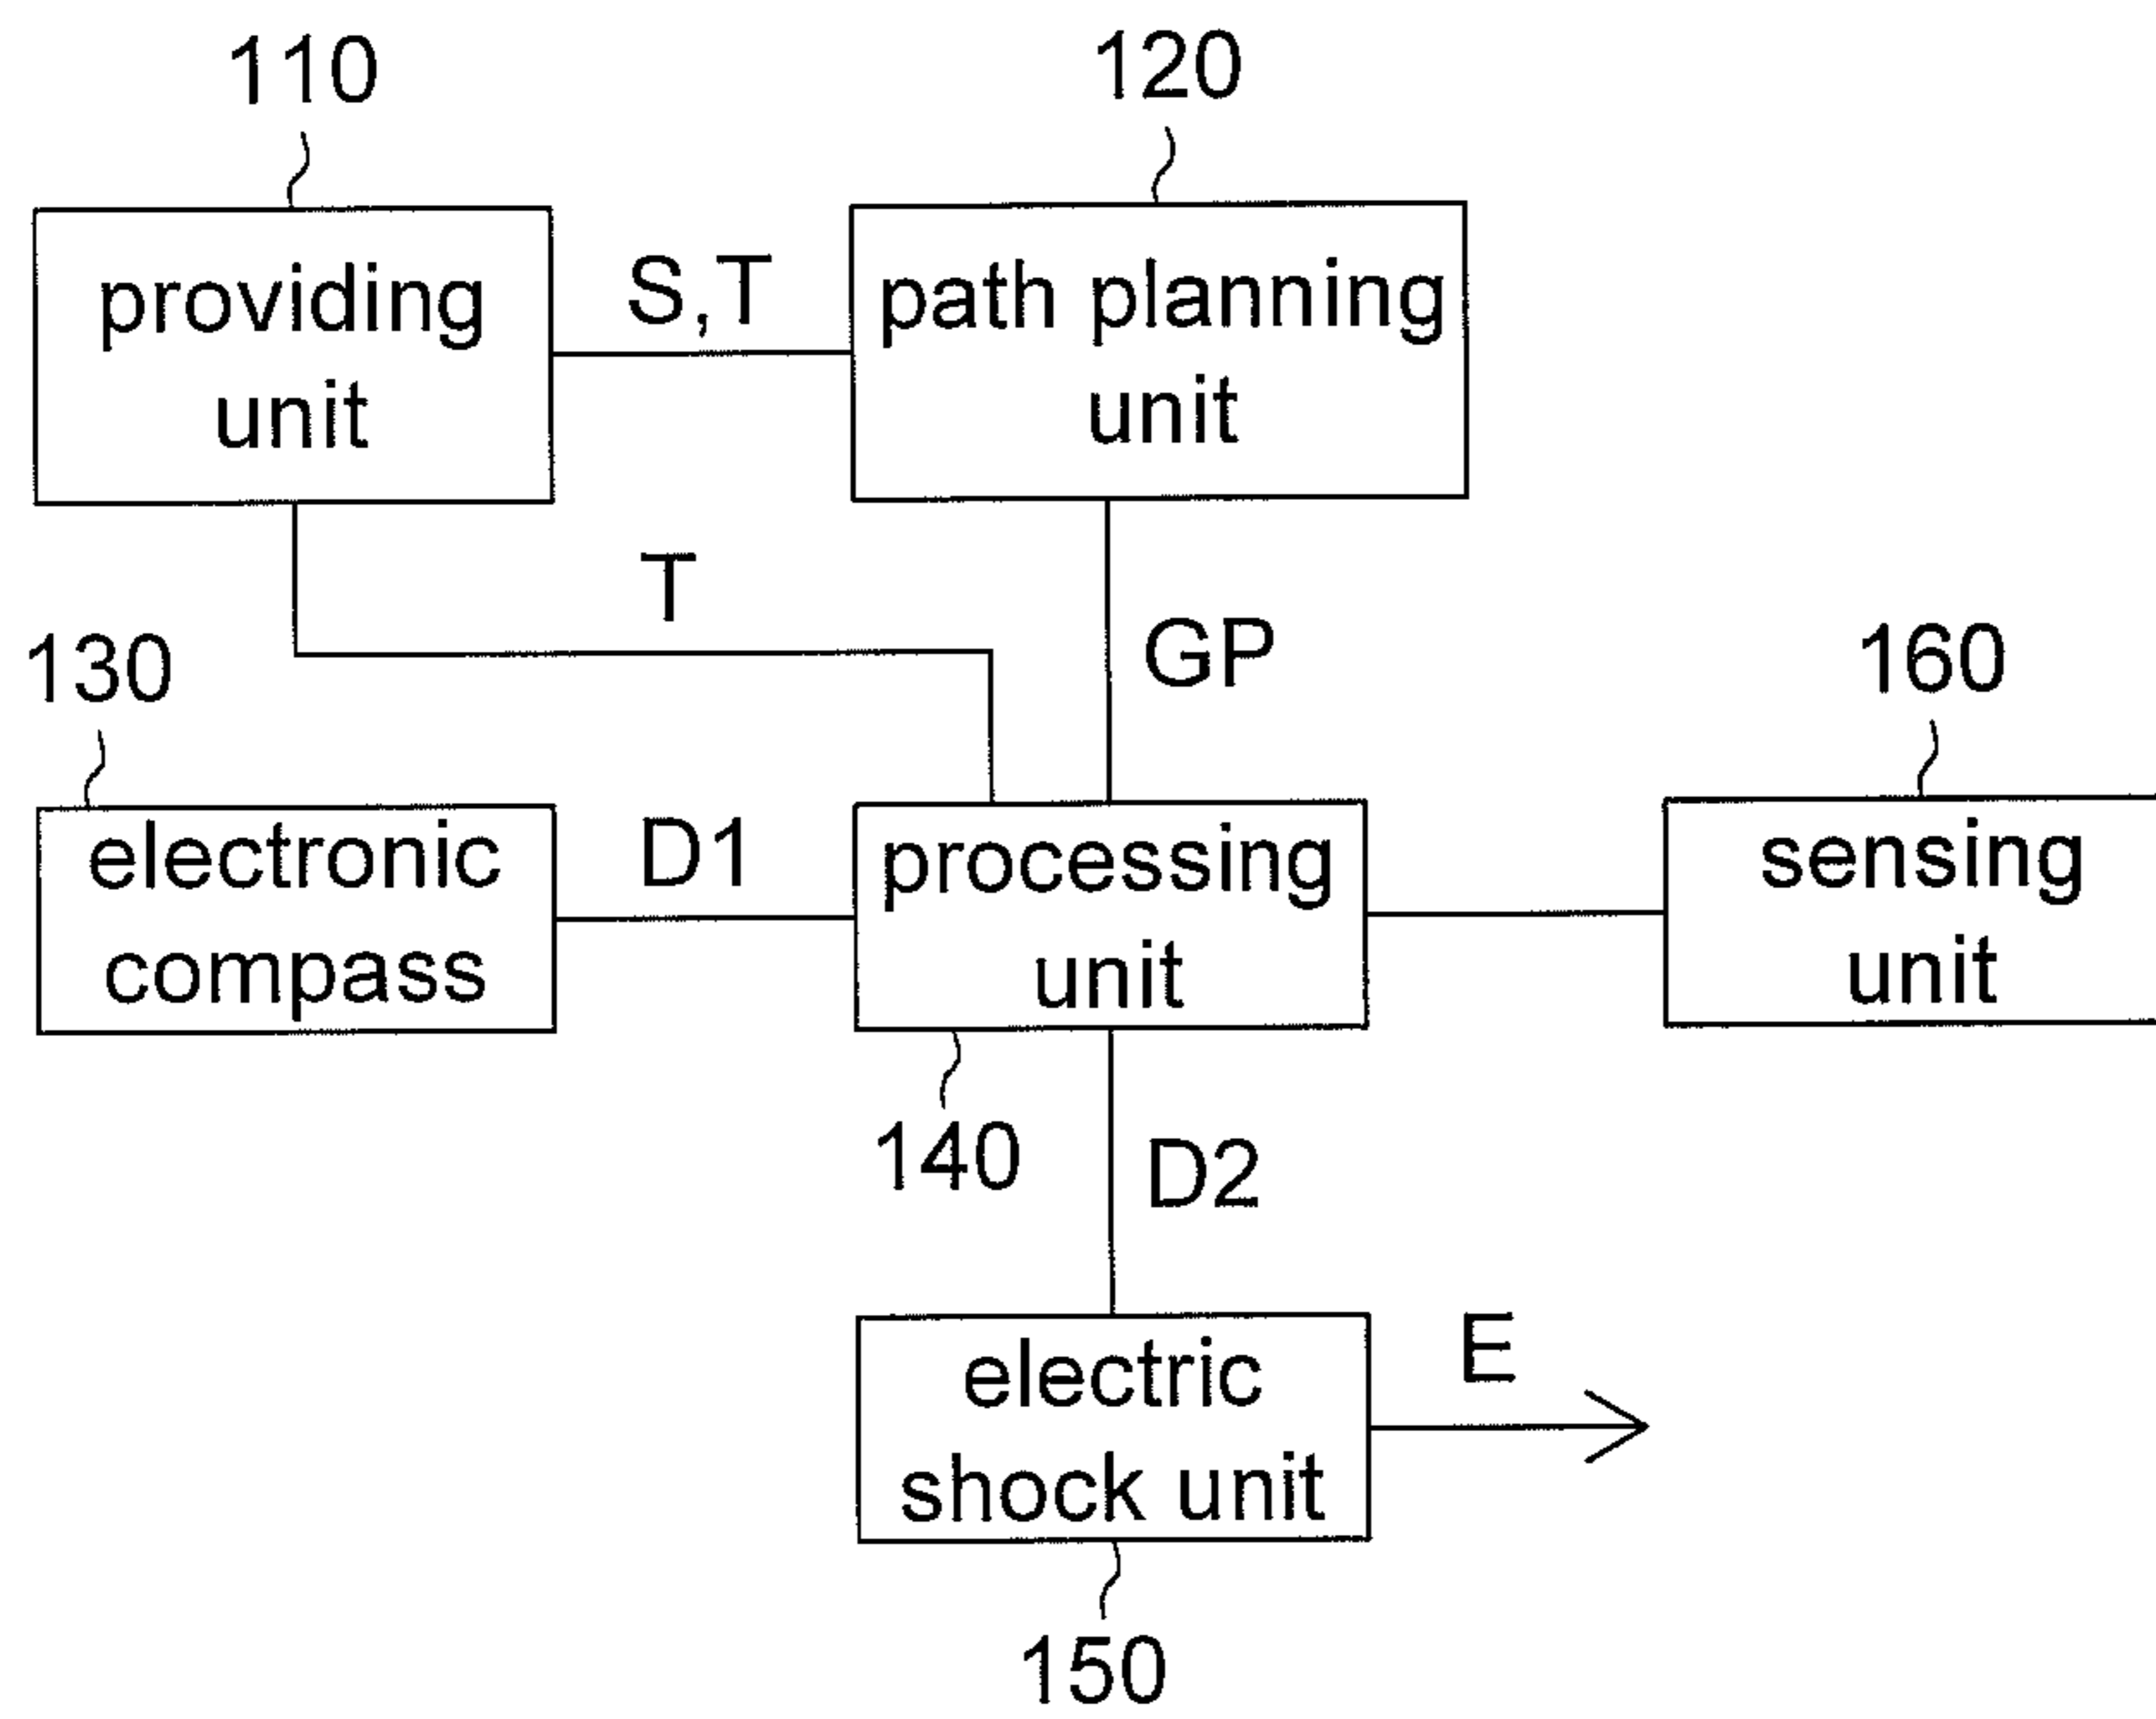 110
120
providing
unit
S,T
path planning
unit
T
GP
130
160
electronic
compass
D1
processing
unit
sensing
unit
140
D2
electric
shock unit
E
150